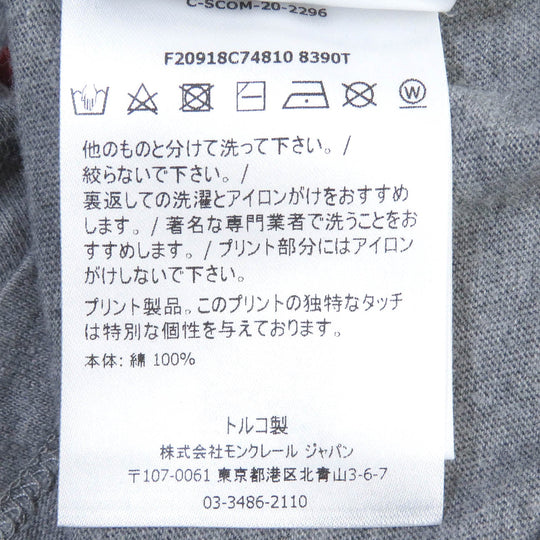 C-SCOM-20-2296
F20918C74810 8390T
W
他のものと分けて洗って下さい。/
絞らないで下さい。/
裏返しての洗濯とアイロンがけをおすすめ
します。/ 著名な専門業者で洗うことをお
すすめします。/ プリント部分にはアイロン
がけしないで下さい。
プリント製品。このプリントの独特なタッチ
は特別な個性を与えております。
本体: 綿 100%
トルコ製
株式会社モンクレール ジャパン
〒107-0061 東京都港区北青山3-6-7
03-3486-2110